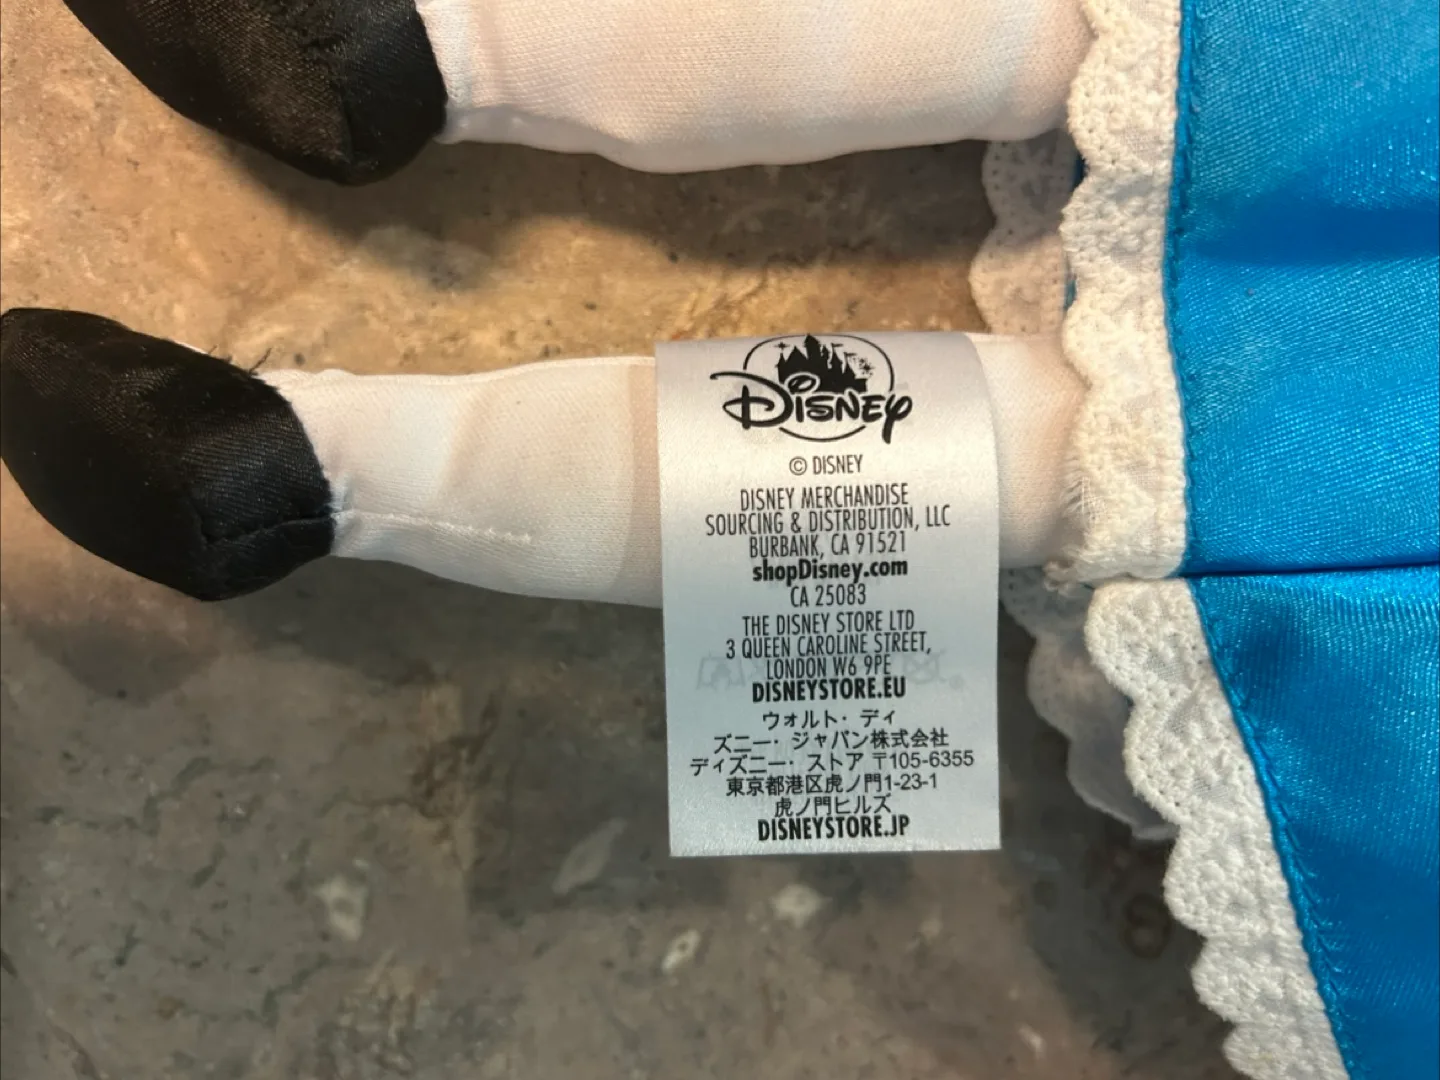 Disney
© DISNEY
DISNEY MERCHANDISE
SOURCING & DISTRIBUTION, LLC
BURBANK, CA 91521
shopDisney.com
CA 25083
THE DISNEY STORE LTD
3 QUEEN CAROLINE STREET,
LONDON W6 9PE
DISNEYSTORE.EU
ウォルト・ディ
ズニー・ジャパン株式会社
ディズニー・ストア 〒105-6355
東京都港区虎ノ門1-23-1
虎ノ門ヒルズ
DISNEYSTORE.JP